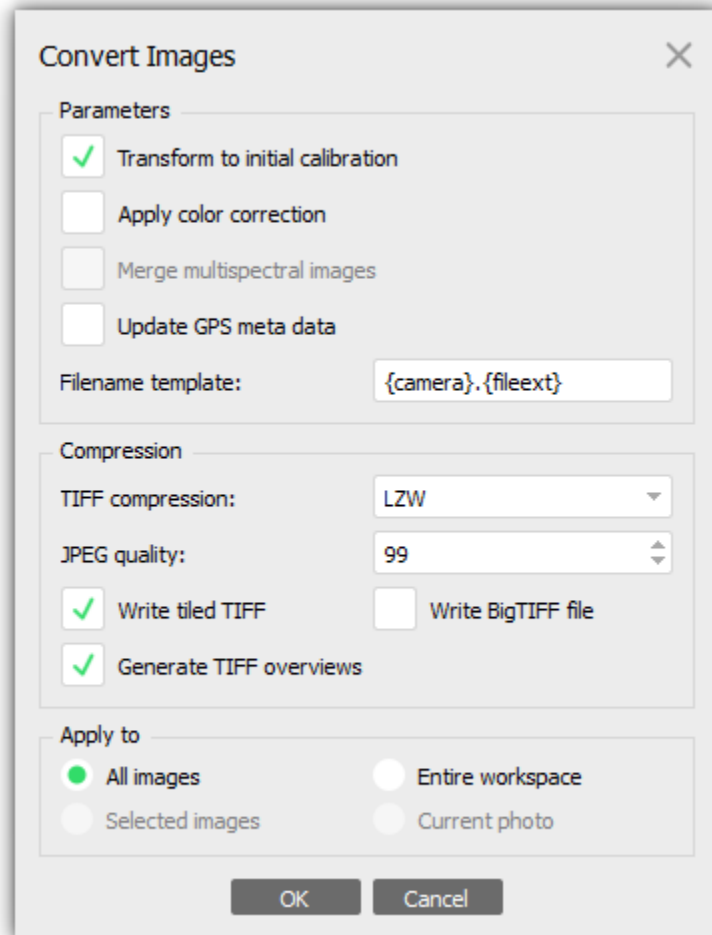 Convert Images
Parameters
Transform to initial calibration
Apply color correction
Merge multispectral images
Update GPS meta data
Filename template: {camera}.{fileext}
Compression
TIFF compression: LZW
JPEG quality: 99
Write tiled TIFF Write BigTIFF file
Generate TIFF overviews
Apply to
All images Entire workspace
Selected images Current photo
OK Cancel